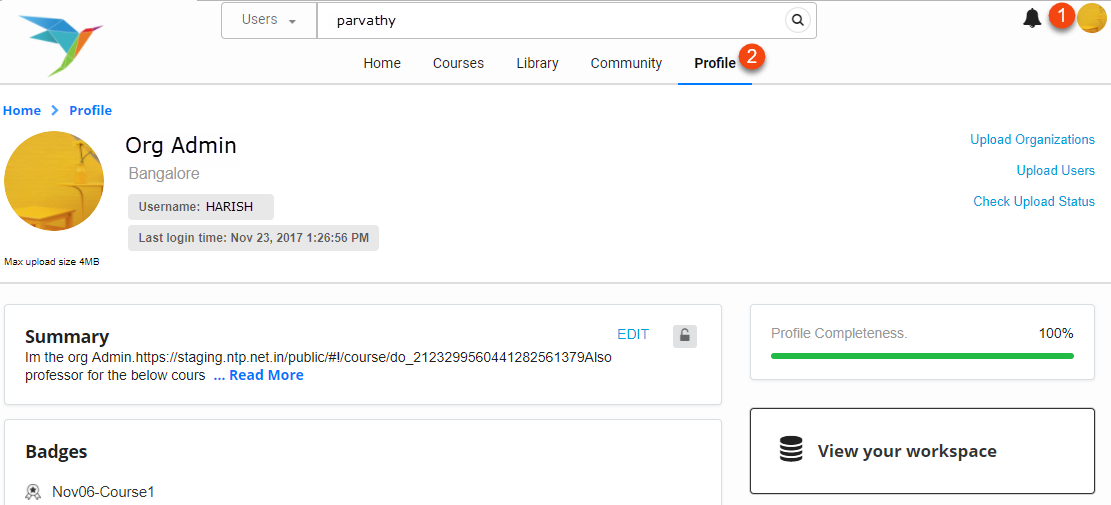 Users
parvathy
1
Home
Courses
Library
Community
Profile
2
Home
Profile
Org Admin
Bangalore
Username: HARISH
Last login time: Nov 23, 2017 1:26:56 PM
Max upload size 4MB
Upload Organizations
Upload Users
Check Upload Status
Summary
EDIT
Im the org Admin.https://staging.ntp.net.in/public/#!/course/do_2123299560441282561379Also
professor for the below cours ... Read More
Profile Completeness.
100%
Badges
Nov06-Course1
View your workspace